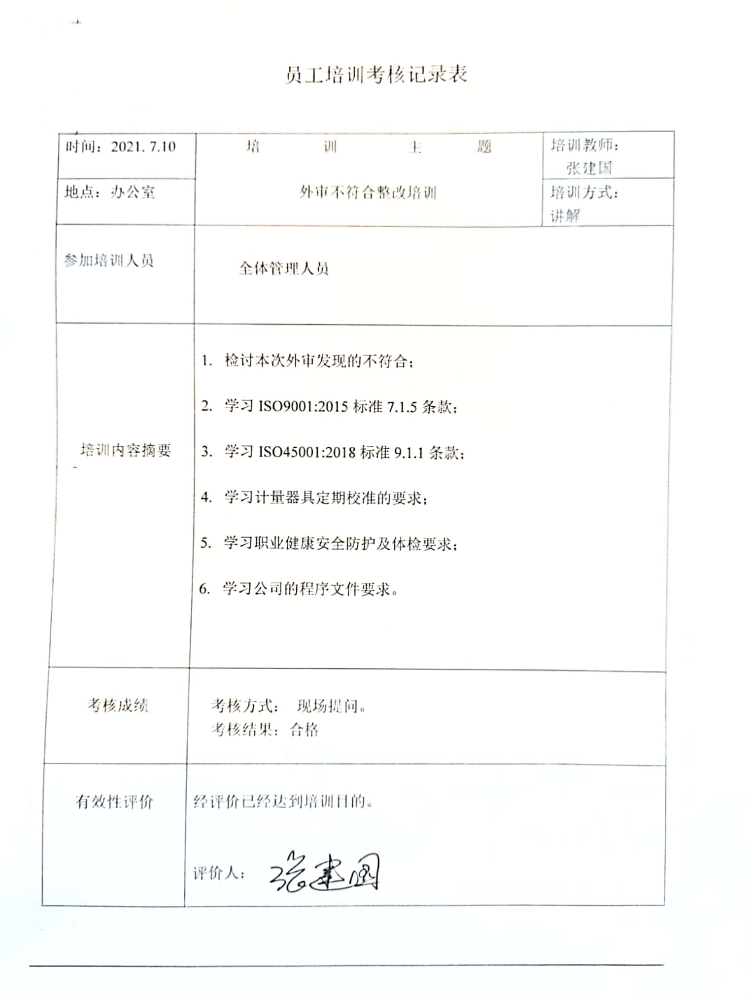 员工培训考核记录表
时间：2021. 7.10
培 训 主 题
培训教师：
张建国
地点：办公室
外审不符合整改培训
培训方式：
讲解
参加培训人员
全体管理人员
培训内容摘要
1. 检讨本次外审发现的不符合；
2. 学习 ISO9001:2015 标准 7.1.5 条款；
3. 学习 ISO45001:2018 标准 9.1.1 条款；
4. 学习计量器具定期校准的要求；
5. 学习职业健康安全防护及体检要求；
6. 学习公司的程序文件要求。
考核成绩
考核方式： 现场提问。
考核结果：合格
有效性评价
经评价已经达到培训目的。
评价人： 张建国